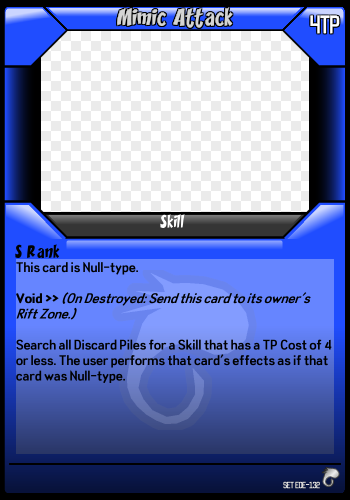 Mimic Attack
4TP
Skill
S Rank
This card is Null-type.
Void >> (On Destroyed: Send this card to its owner's
Rift Zone.)
Search all Discard Piles for a Skill that has a TP Cost of 4
or less. The user performs that card's effects as if that
card was Null-type.
SET EDE-132